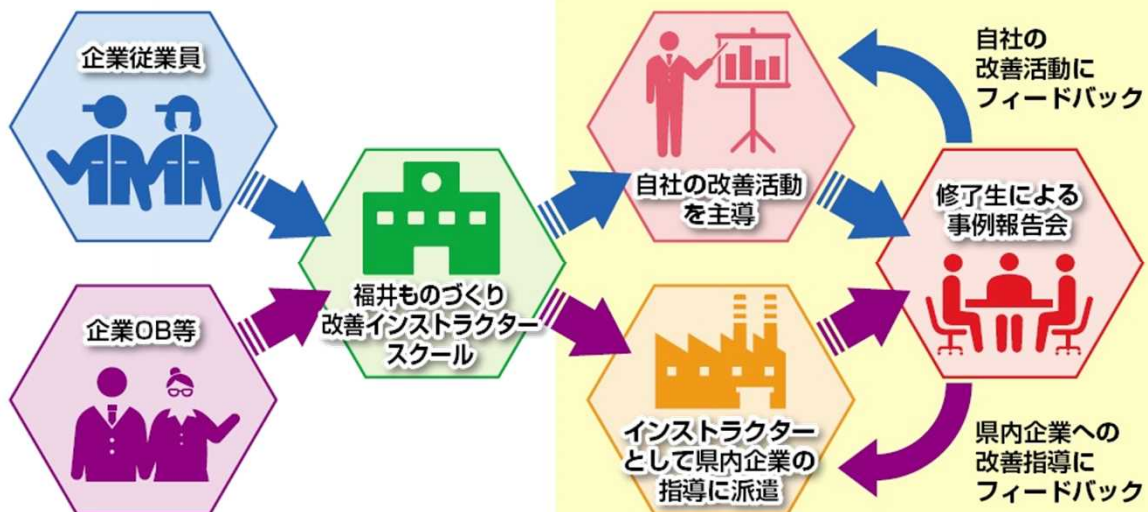 企業従業員
企業OB等
福井ものづくり
改善インストラクター
スクール
自社の改善活動
を主導
インストラクター
として県内企業の
指導に派遣
修了生による
事例報告会
自社の
改善活動に
フィードバック
県内企業への
改善指導に
フィードバック